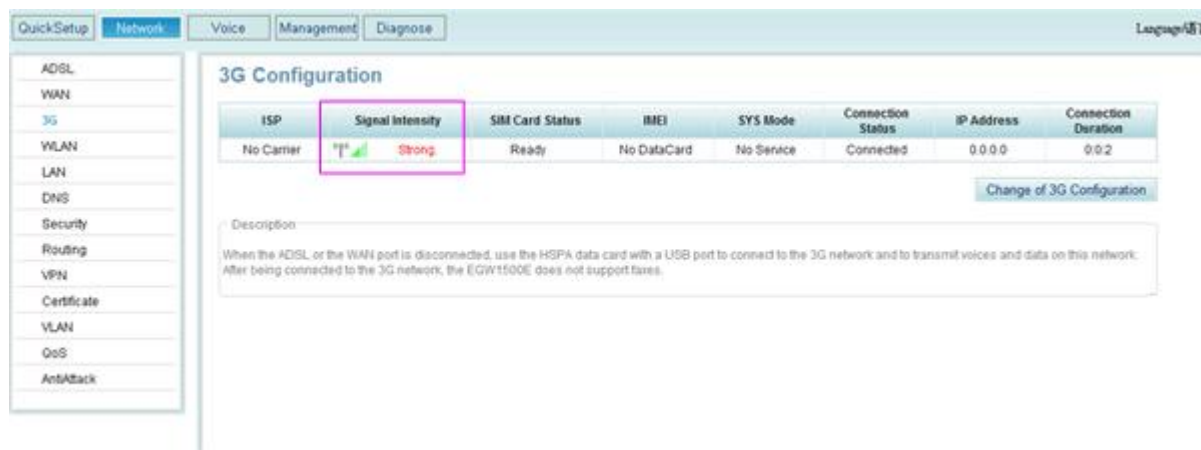 QuickSetup Network Voice Management Diagnose Language/语言
ADSL
WAN
3G
WLAN
LAN
DNS
Security
Routing
VPN
Certificate
VLAN
QoS
AntiAttack
3G Configuration
ISP Signal Intensity SIM Card Status IMEI SYS Mode Connection Status IP Address Connection Duration
No Carrier Strong Ready No DataCard No Service Connected 0.0.0.0 0:0:2
Change of 3G Configuration
Description
When the ADSL or the WAN port is disconnected, use the HSPA data card with a USB port to connect to the 3G network and to transmit voices and data on this network.
After being connected to the 3G network, the EGW1500E does not support faxes.